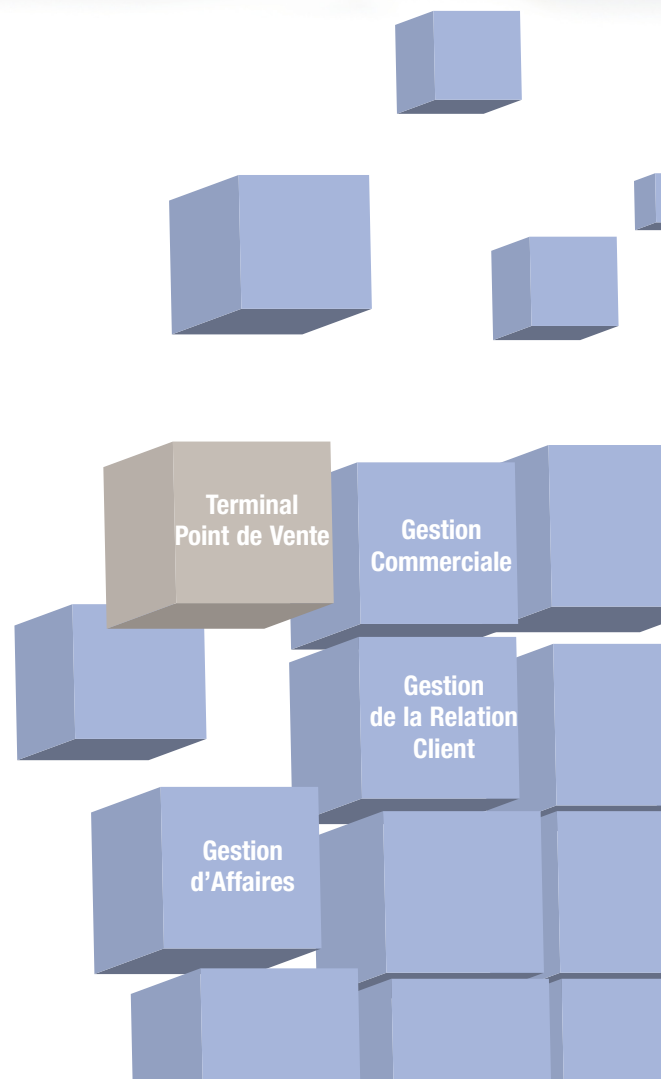 Terminal
Point de Vente
Gestion
Commerciale
Gestion
de la Relation
Client
Gestion
d’Affaires